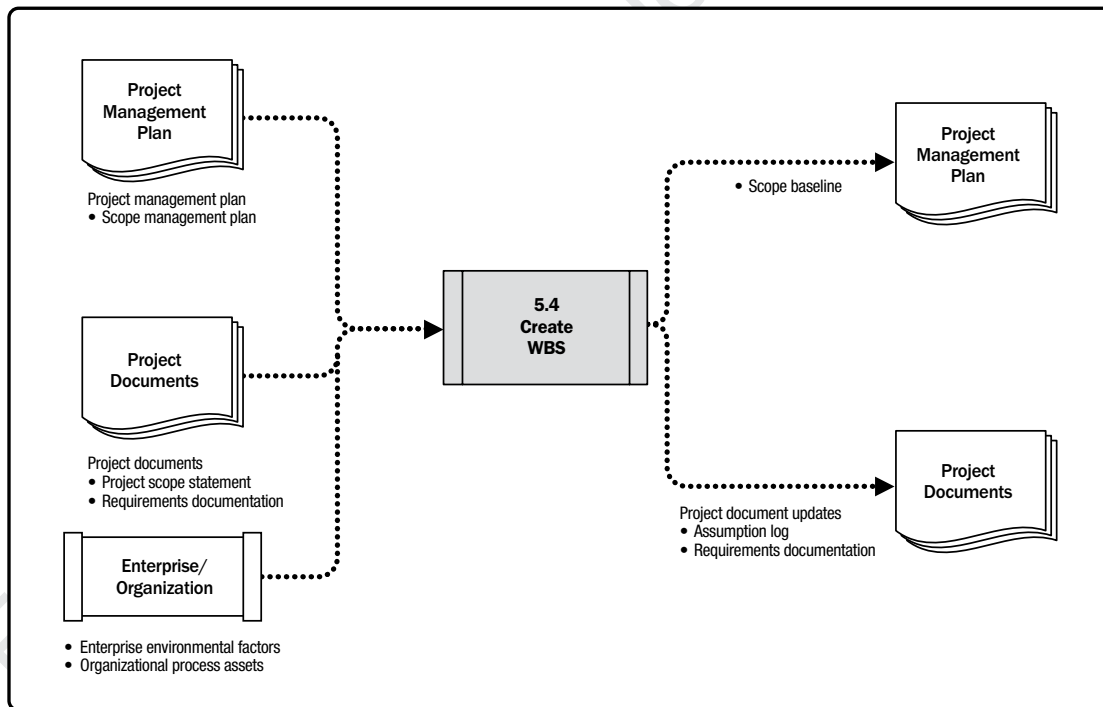 Project
Management
Plan
Project management plan
• Scope management plan
Project
Documents
Project documents
• Project scope statement
• Requirements documentation
Enterprise/
Organization
• Enterprise environmental factors
• Organizational process assets
5.4
Create
WBS
• Scope baseline
Project
Management
Plan
Project document updates
• Assumption log
• Requirements documentation
Project
Documents